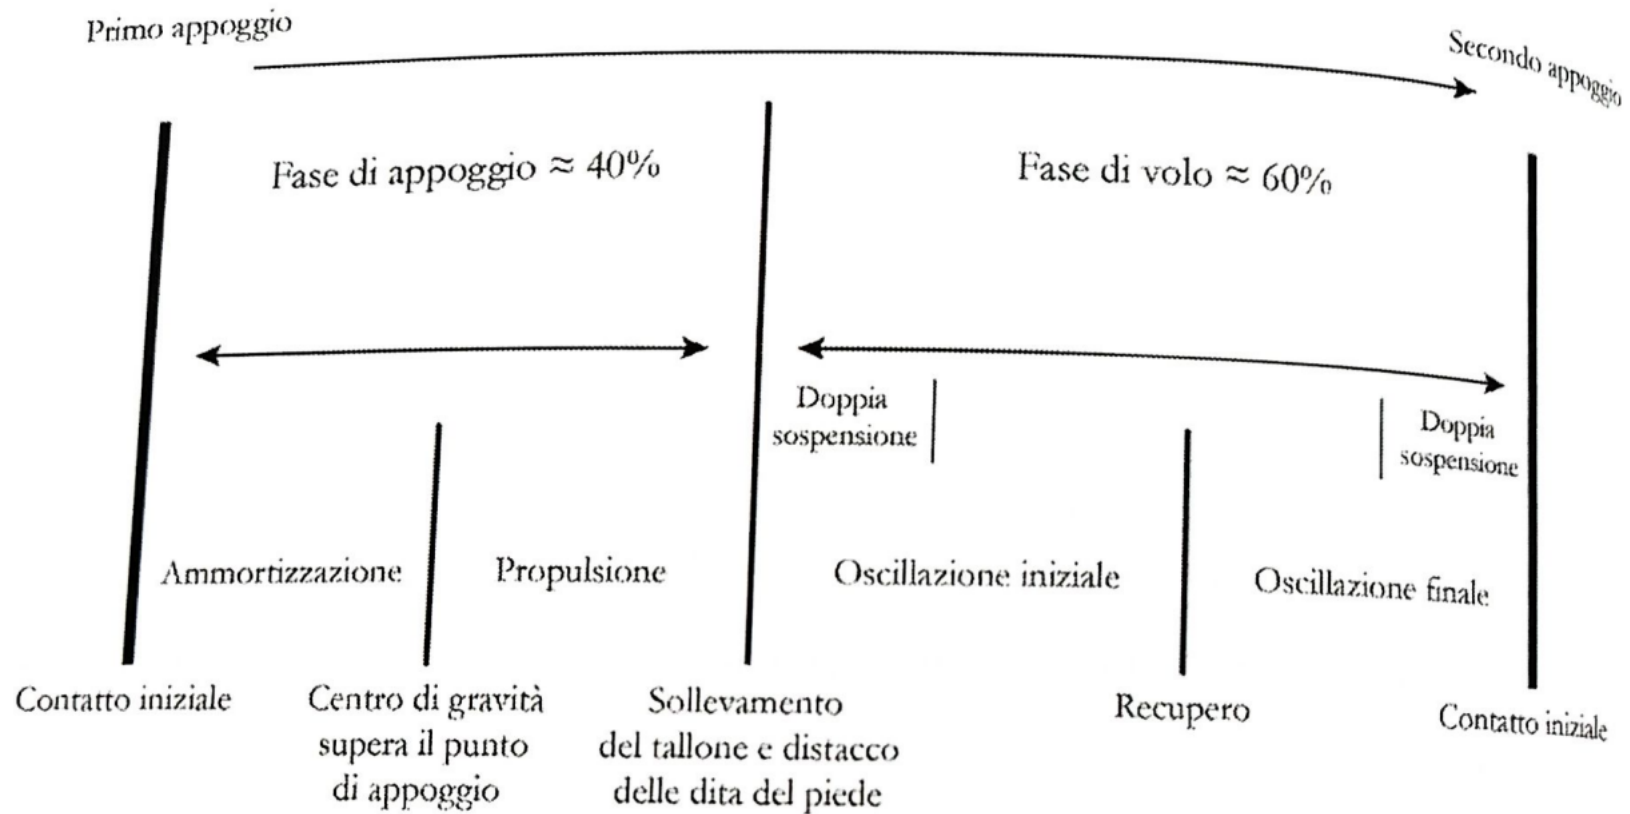 Primo appoggio
Secondo appoggio
Fase di appoggio ≈ 40%
Fase di volo ≈ 60%
Doppia
sospensione
Doppia
sospensione
Ammortizzazione
Propulsione
Oscillazione iniziale
Oscillazione finale
Contatto iniziale
Centro di gravità
supera il punto
di appoggio
Sollevamento
del tallone e distacco
delle dita del piede
Recupero
Contatto iniziale